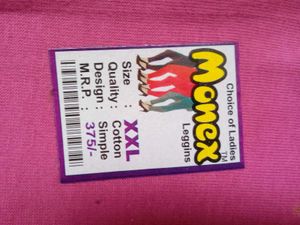 Choice of Ladies
Monex TM
Leggins
Size : XXL
Quality : Cotton
Design : Simple
M.R.P : 375/-